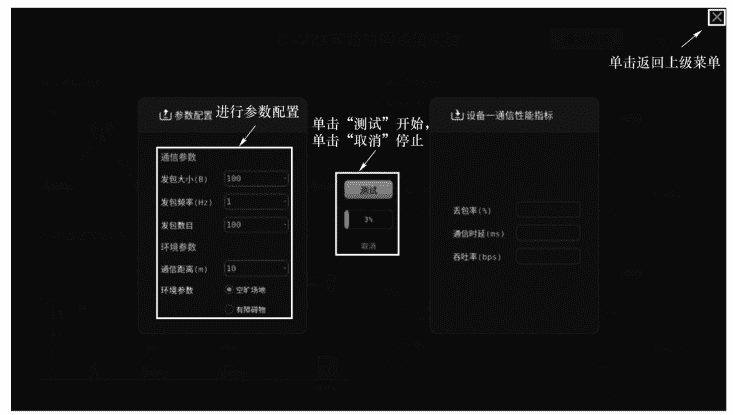 单击返回上级菜单
参数配置
进行参数配置
单击“测试”开始,
单击“取消”停止
设备一通信性能指标
通信参数
发包大小(B) 100
发包频率(Hz) 1
发包数目 100
环境参数
通信距离(m) 10
环境参数 空旷场地
有障碍物
测试
3%
取消
丢包率(%)
通信时延(ms)
吞吐率(bps)